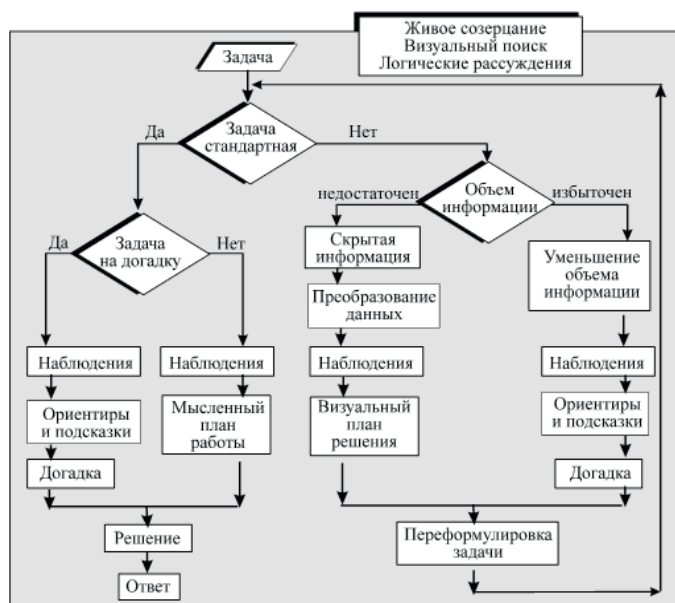 Живое созерцание
Визуальный поиск
Логические рассуждения
Задача
Да
Задача
стандартная
Нет
недостаточен
Объем
информации
избыточен
Да
Задача
на догадку
Нет
Скрытая
информация
Уменьшение
объема
информации
Преобразование
данных
Наблюдения
Наблюдения
Наблюдения
Наблюдения
Ориентиры
и подсказки
Мысленный
план
работы
Визуальный
план
решения
Ориентиры
и подсказки
Догадка
Догадка
Решение
Переформулировка
задачи
Ответ